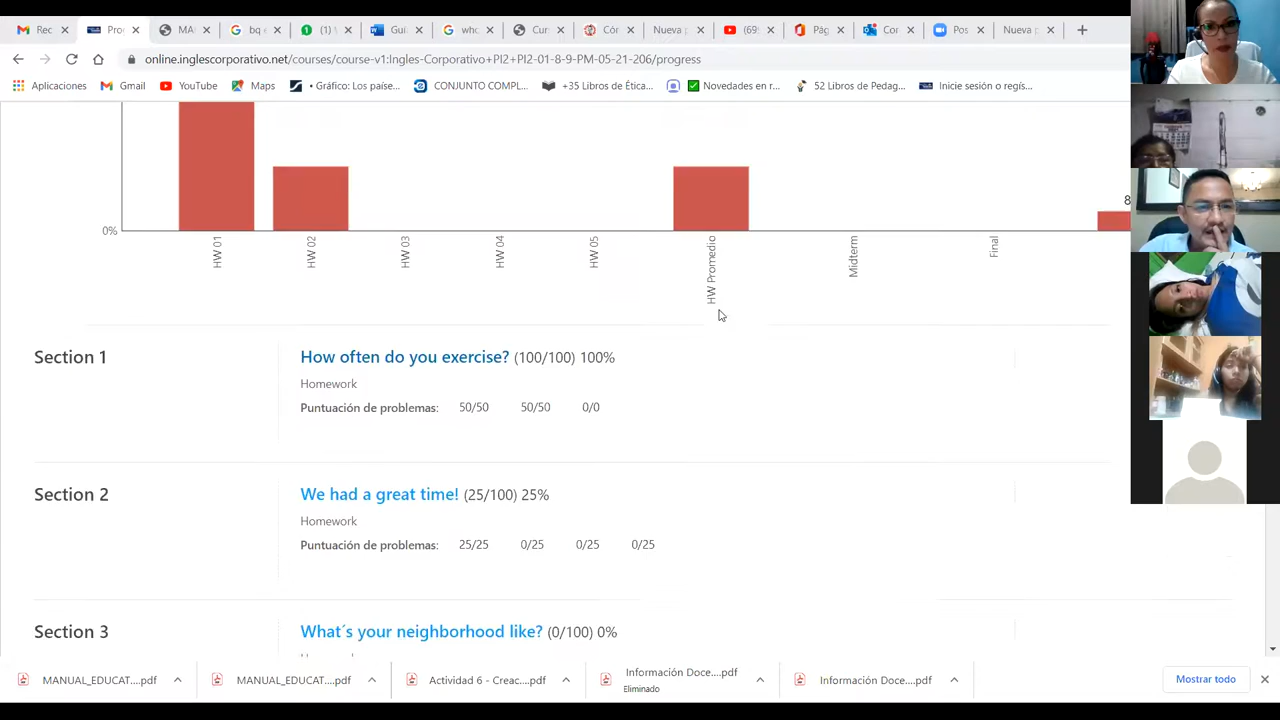 Rec
Pro
MA
bq
(1)
Guí
whc
Cur
Cór
Nueva
(69
Pág
Cor
Pos
Nueva p
online.inglescorporativo.net/courses/course-v1:Ingles-Corporativo+PI2+PI2-01-8-9-PM-05-21-206/progress
Aplicaciones
Gmail
YouTube
Maps
• Gráfico: Los paíse...
CONJUNTO COMPL...
+35 Libros de Ética...
Novedades en r...
52 Libros de Pedag...
Inicie sesión o regís...
0%
8
HW 01
HW 02
HW 03
HW 04
HW 05
HW Promedio
Midterm
Final
Section 1
How often do you exercise? (100/100) 100%
Homework
Puntuación de problemas: 50/50 50/50 0/0
Section 2
We had a great time! (25/100) 25%
Homework
Puntuación de problemas: 25/25 0/25 0/25 0/25
Section 3
What´s your neighborhood like? (0/100) 0%
MANUAL_EDUCAT....pdf
MANUAL_EDUCAT....pdf
Actividad 6 - Creac....pdf
Información Doce....pdf
Eliminado
Información Doce....pdf
Mostrar todo